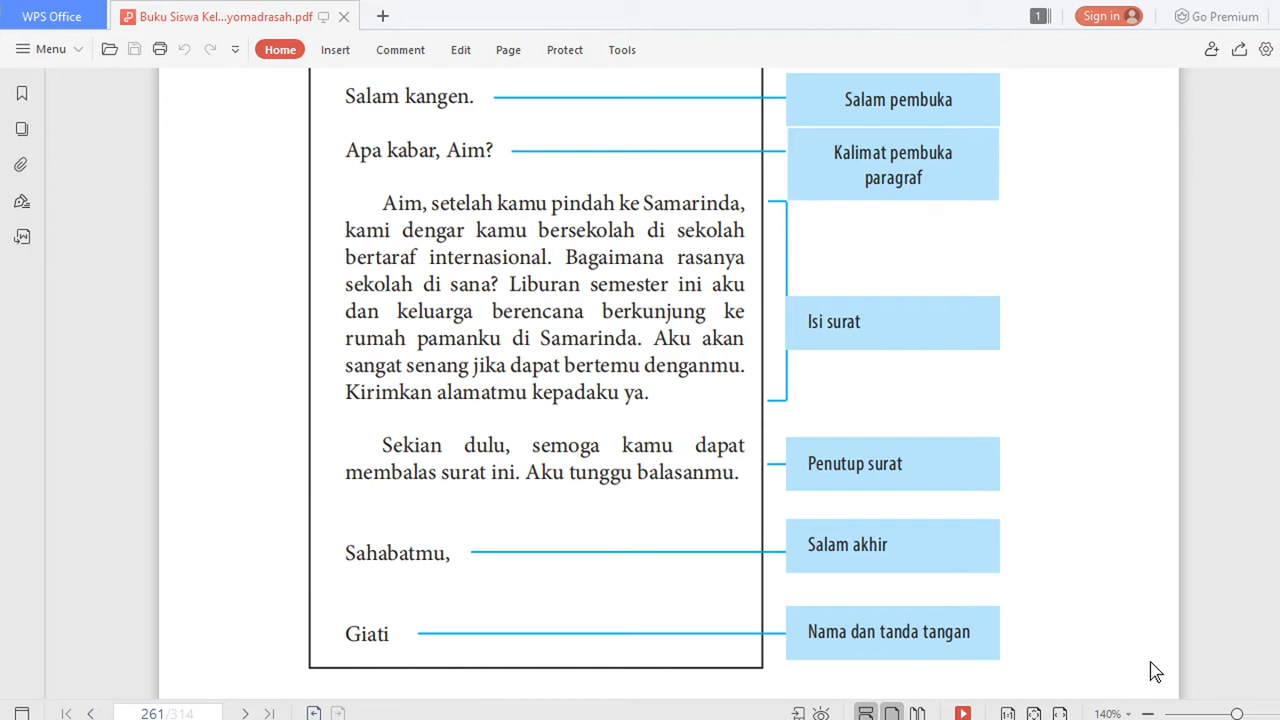 WPS Office
Buku Siswa Kel...yomadrasah.pdf
1
Sign in
Go Premium
Menu
Home
Insert
Comment
Edit
Page
Protect
Tools
Salam kangen.
Salam pembuka
Apa kabar, Aim?
Kalimat pembuka
paragraf
Aim, setelah kamu pindah ke Samarinda,
kami dengar kamu bersekolah di sekolah
bertaraf internasional. Bagaimana rasanya
sekolah di sana? Liburan semester ini aku
dan keluarga berencana berkunjung ke
rumah pamanku di Samarinda. Aku akan
sangat senang jika dapat bertemu denganmu.
Kirimkan alamatmu kepadaku ya.
Isi surat
Sekian dulu, semoga kamu dapat
membalas surat ini. Aku tunggu balasanmu.
Penutup surat
Sahabatmu,
Salam akhir
Giati
Nama dan tanda tangan
261/314
140%